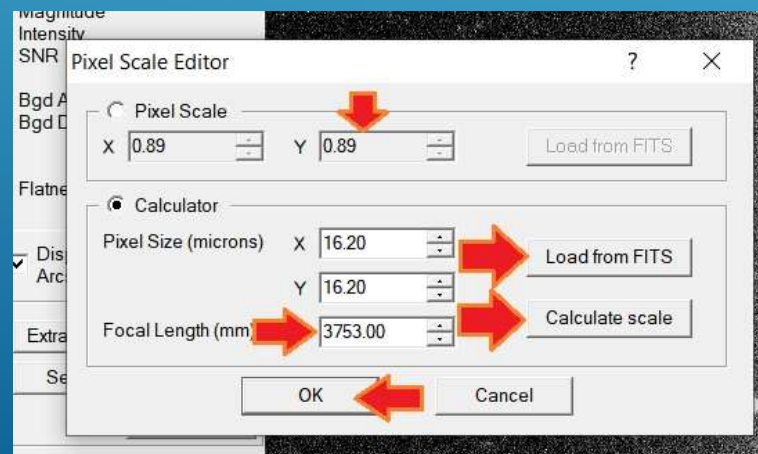 Magnitude
Intensity
SNR
Pixel Scale Editor ? X
Bgd
Bgd
Pixel Scale
X 0.89 Y 0.89 Load from FITS
Flatne
Calculator
Pixel Size (microns) X 16.20
Load from FITS
Y 16.20
Focal Length (mm) 3753.00 Calculate scale
Extra
Se
OK Cancel